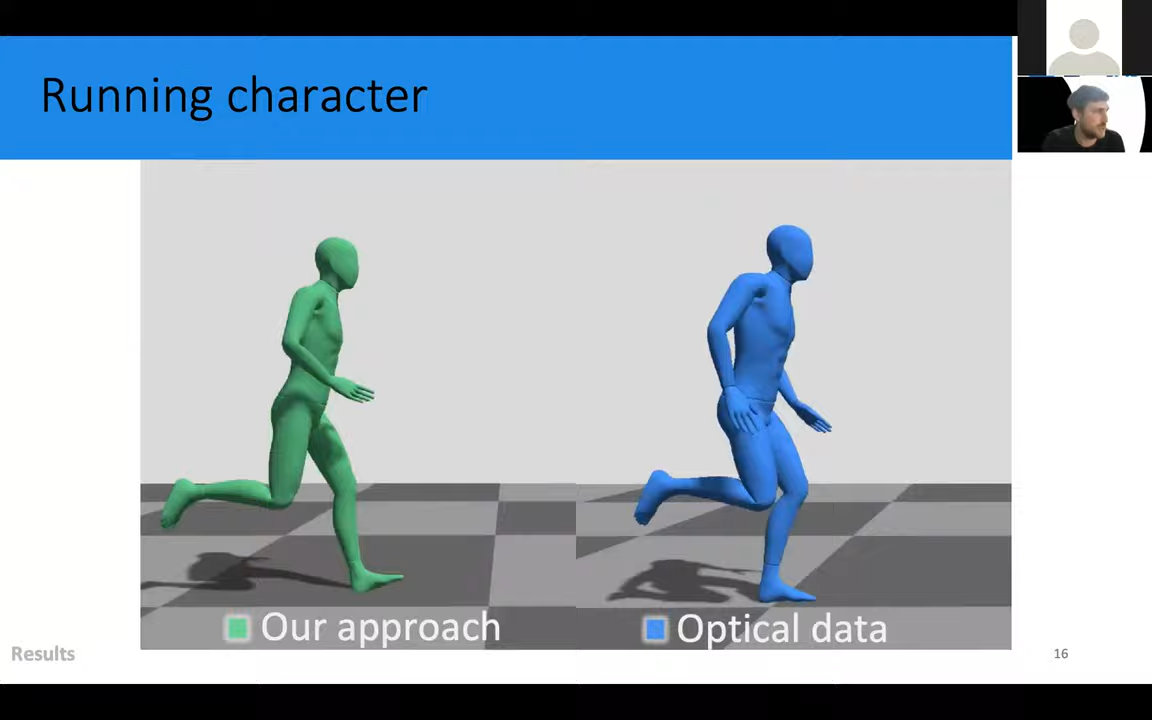 Running character
Our approach
Optical data
Results
16